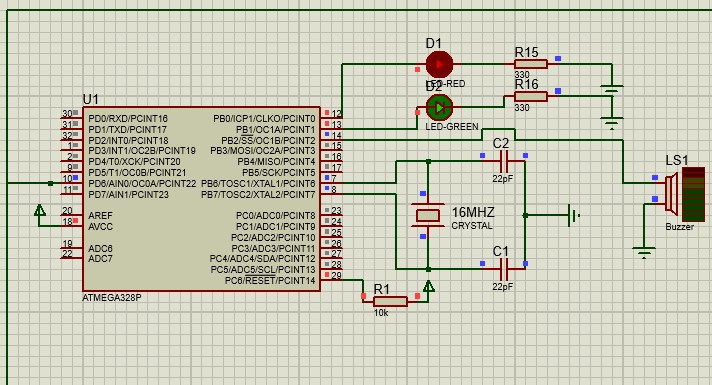 D1
LED-RED
R15
330
D2
LED-GREEN
R16
330
U1
30 PD0/RXD/PCINT16
31 PD1/TXD/PCINT17
32 PD2/INT0/PCINT18
1 PD3/INT1/OC2B/PCINT19
2 PD4/T0/XCK/PCINT20
9 PD5/T1/OC0B/PCINT21
10 PD6/AIN0/OC0A/PCINT22
11 PD7/AIN1/PCINT23
20 AREF
18 AVCC
19 ADC6
22 ADC7
PB0/ICP1/CLKO/PCINT0 12
PB1/OC1A/PCINT1 13
PB2/SS/OC1B/PCINT2 14
PB3/MOSI/OC2A/PCINT3 15
PB4/MISO/PCINT4 16
PB5/SCK/PCINT5 17
PB6/TOSC1/XTAL1/PCINT6 7
PB7/TOSC2/XTAL2/PCINT7 8
PC0/ADC0/PCINT8 23
PC1/ADC1/PCINT9 24
PC2/ADC2/PCINT10 25
PC3/ADC3/PCINT11 26
PC4/ADC4/SDA/PCINT12 27
PC5/ADC5/SCL/PCINT13 28
PC6/RESET/PCINT14 29
ATMEGA328P
C2
22pF
16MHZ
CRYSTAL
C1
22pF
R1
10k
LS1
Buzzer